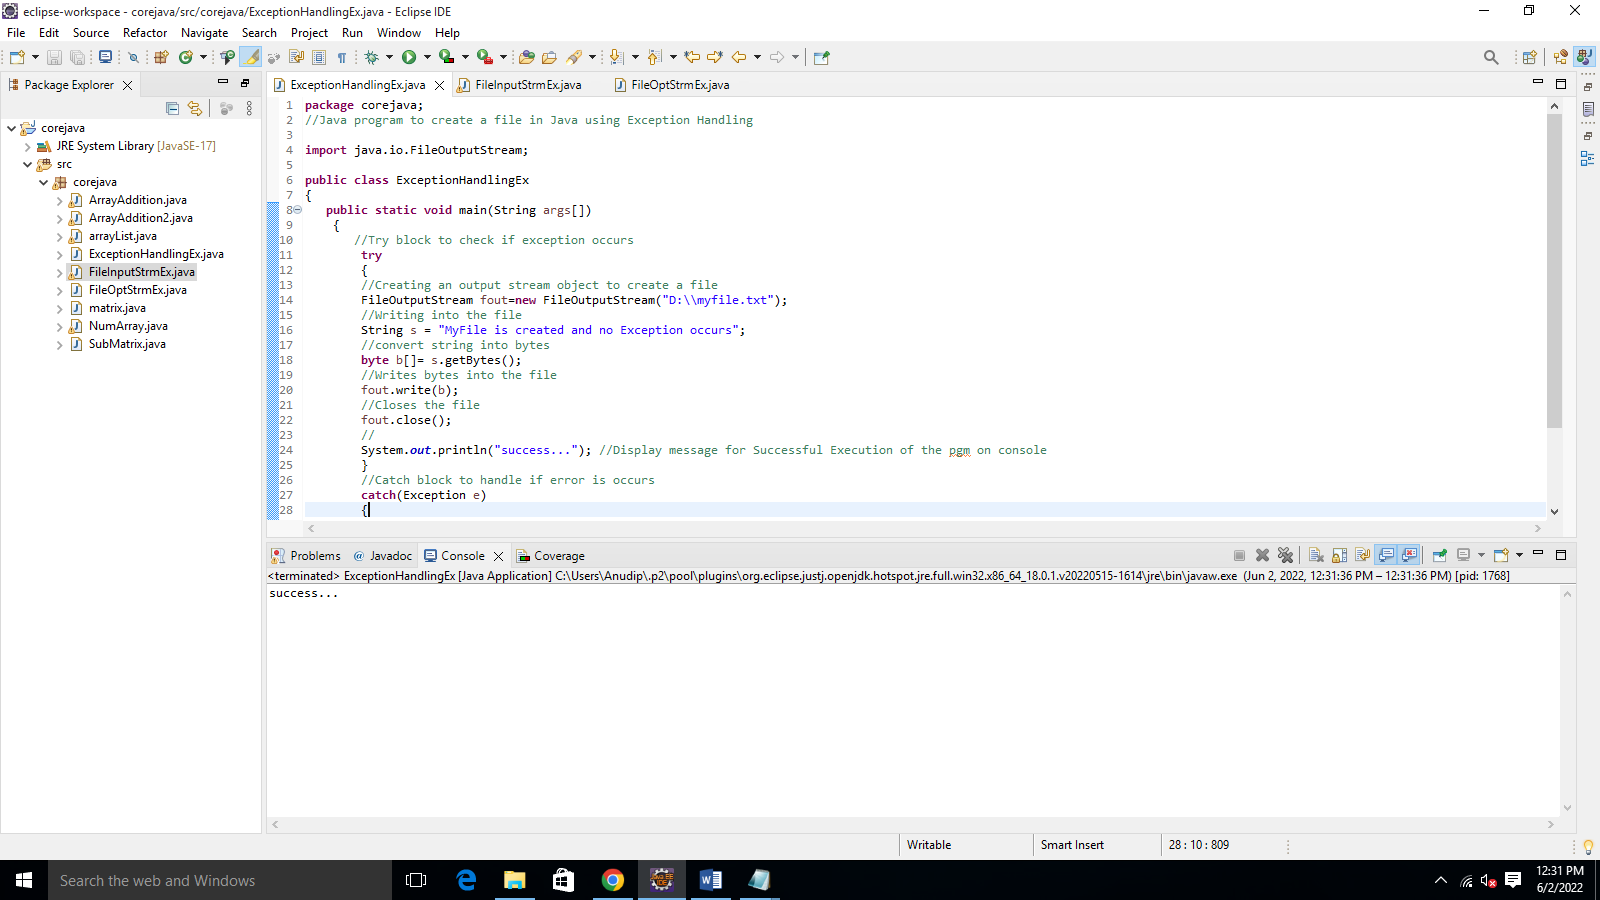 eclipse-workspace - corejava/src/corejava/ExceptionHandlingEx.java - Eclipse IDE
File Edit Source Refactor Navigate Search Project Run Window Help
Package Explorer
corejava
JRE System Library [JavaSE-17]
src
corejava
ArrayAddition.java
ArrayAddition2.java
arrayList.java
ExceptionHandlingEx.java
FileInputStrmEx.java
FileOptStrmEx.java
matrix.java
NumArray.java
SubMatrix.java
ExceptionHandlingEx.java FileInputStrmEx.java FileOptStrmEx.java
1 package corejava;
2 //Java program to create a file in Java using Exception Handling
3
4 import java.io.FileOutputStream;
5
6 public class ExceptionHandlingEx
7 {
8 public static void main(String args[])
9 {
10 //Try block to check if exception occurs
11 try
12 {
13 //Creating an output stream object to create a file
14 FileOutputStream fout=new FileOutputStream("D:\\myfile.txt");
15 //Writing into the file
16 String s = "MyFile is created and no Exception occurs";
17 //convert string into bytes
18 byte b[]= s.getBytes();
19 //Writes bytes into the file
20 fout.write(b);
21 //Closes the file
22 fout.close();
23 //
24 System.out.println("success..."); //Display message for Successful Execution of the pgm on console
25 }
26 //Catch block to handle if error is occurs
27 catch(Exception e)
28 {
Problems Javadoc Console Coverage
<terminated> ExceptionHandlingEx [Java Application] C:\Users\Anudip\.p2\pool\plugins\org.eclipse.justj.openjdk.hotspot.jre.full.win32.x86_64_18.0.1.v20220515-1614\jre\bin\javaw.exe (Jun 2, 2022, 12:31:36 PM – 12:31:36 PM) [pid: 1768]
success...
Writable Smart Insert 28 : 10 : 809
Search the web and Windows
12:31 PM
6/2/2022